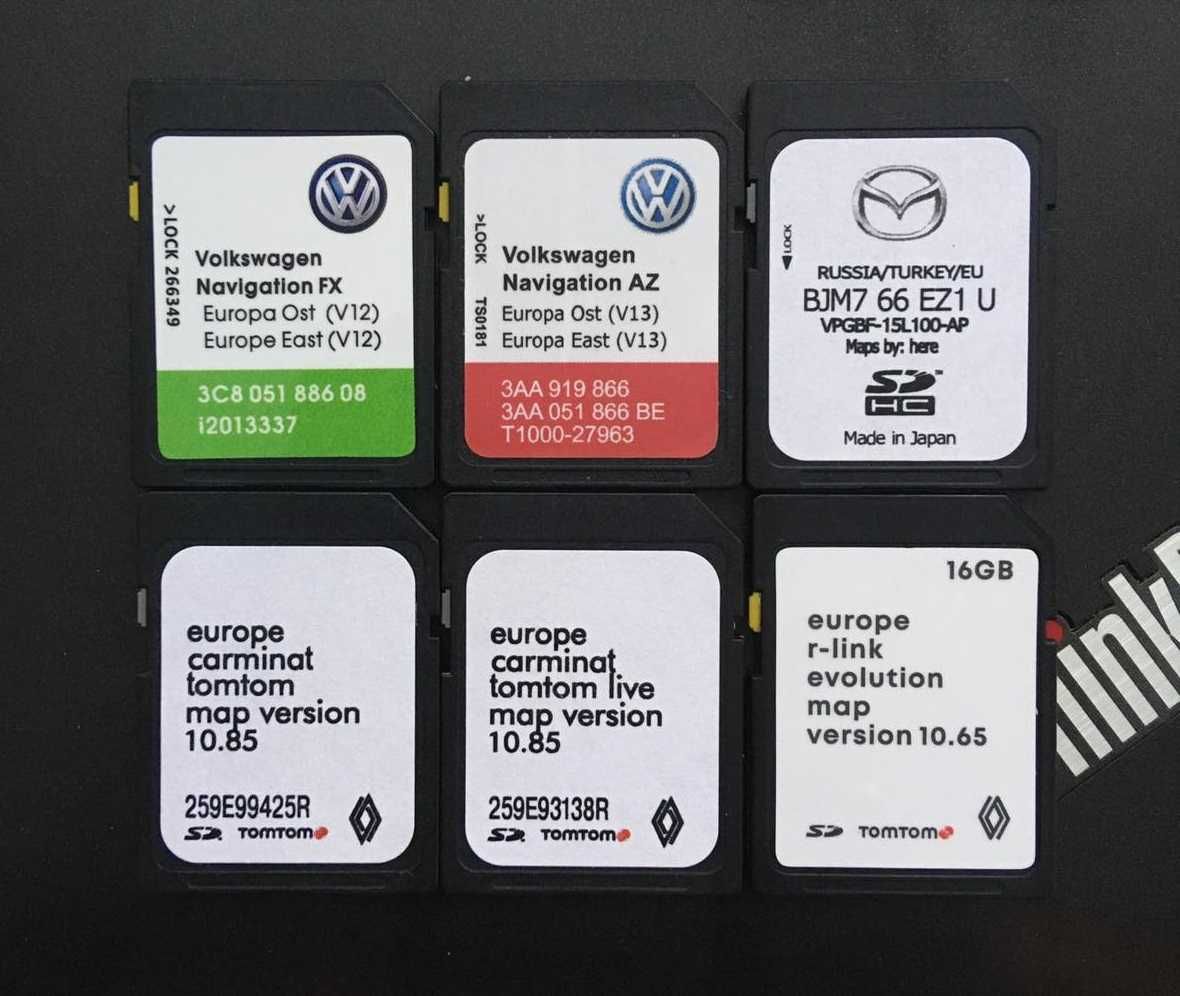 >LOCK 266349
Volkswagen
Navigation FX
Europa Ost (V12)
Europe East (V12)
3C8 051 886 08
i2013337
>LOCK TS0181
Volkswagen
Navigation AZ
Europa Ost (V13)
Europa East (V13)
3AA 919 866
3AA 051 866 BE
T1000-27963
LOCK
RUSSIA/TURKEY/EU
BJM7 66 EZ1 U
VPGBF-15L100-AP
Maps by: here
SD
HC
Made in Japan
europe
carminat
tomtom
map version
10.85
259E99425R
SD TOMTOM
europe
carminat
tomtom live
map version
10.85
259E93138R
SD TOMTOM
16GB
europe
r-link
evolution
map
version 10.65
SD TOMTOM